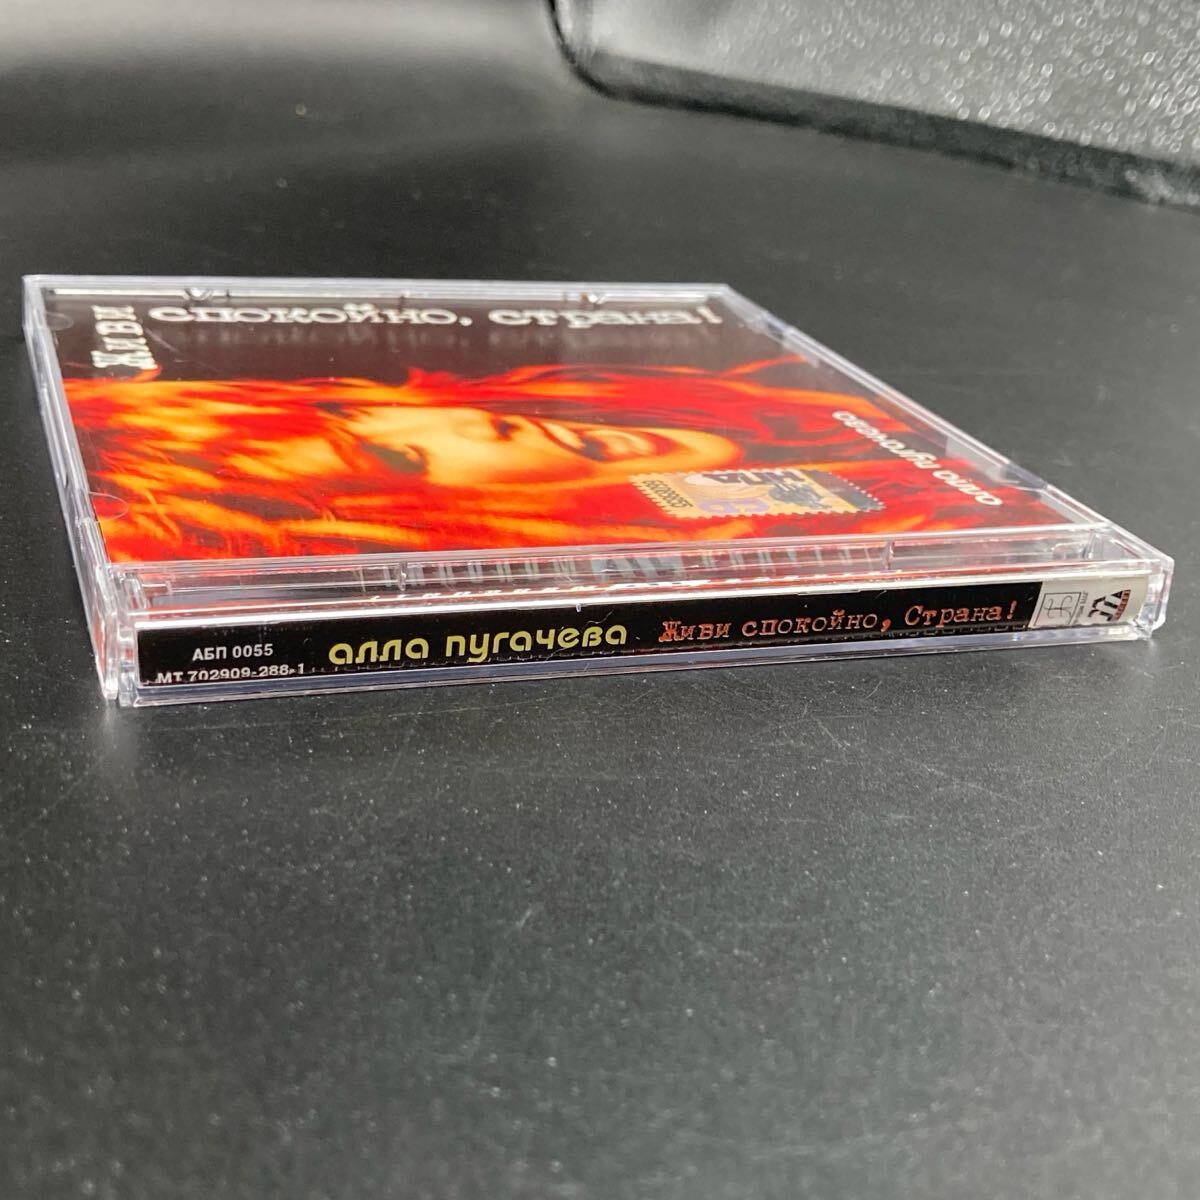 Живи
спокойно, страна!
алла пугачева
АБП 0055
МТ 702909-288-1
алла пугачева
Живи спокойно, Страна!